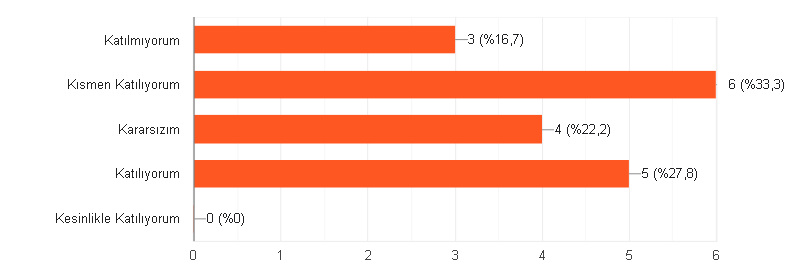 Katılmıyorum
3 (%16,7)
Kısmen Katılıyorum
6 (%33,3)
Kararsızım
4 (%22,2)
Katılıyorum
5 (%27,8)
Kesinlikle Katılıyorum
0 (%0)
0 1 2 3 4 5 6